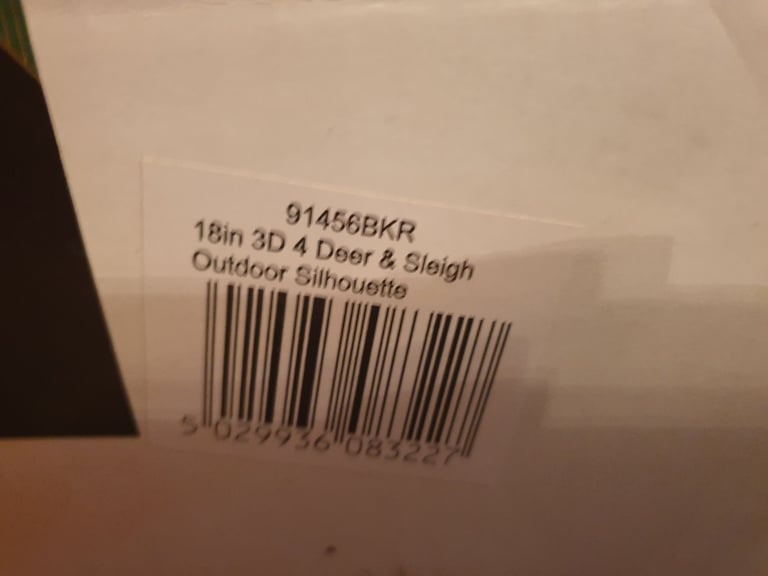 91456BKR
18in 3D 4 Deer & Sleigh
Outdoor Silhouette
5 029936 083227